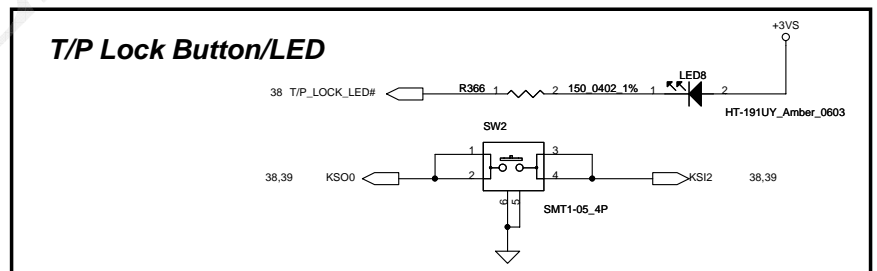 T/P Lock Button/LED
+3VS
38 T/P_LOCK_LED# R366 1 2 150_0402_1% 1 LED8 2
HT-191UY_Amber_0603
SW2
1 3
38,39 KSO0 2 4 KSI2 38,39
6 5
SMT1-05_4P